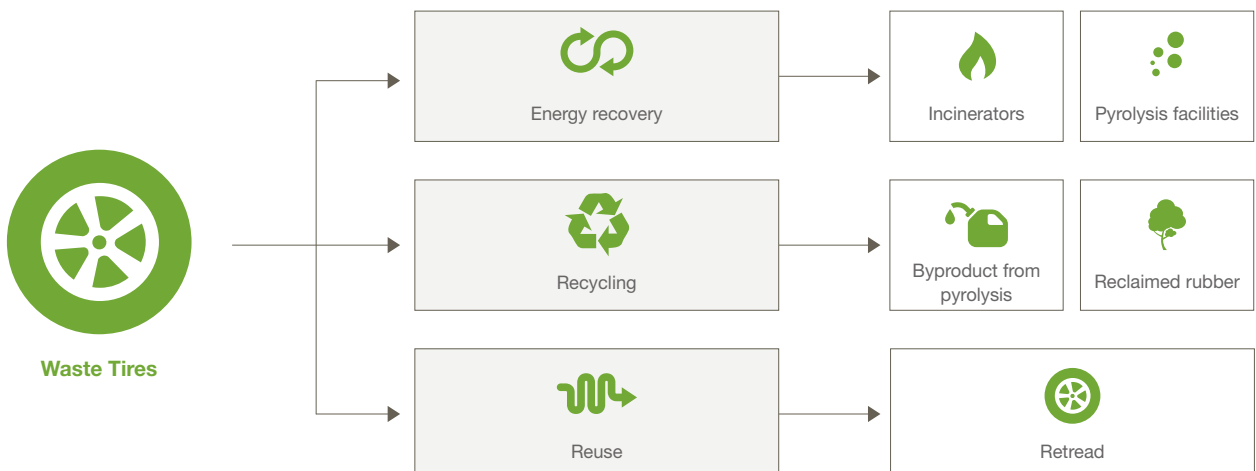 Energy recovery
Incinerators
Pyrolysis facilities
Recycling
Byproduct from
pyrolysis
Reclaimed rubber
Waste Tires
Reuse
Retread